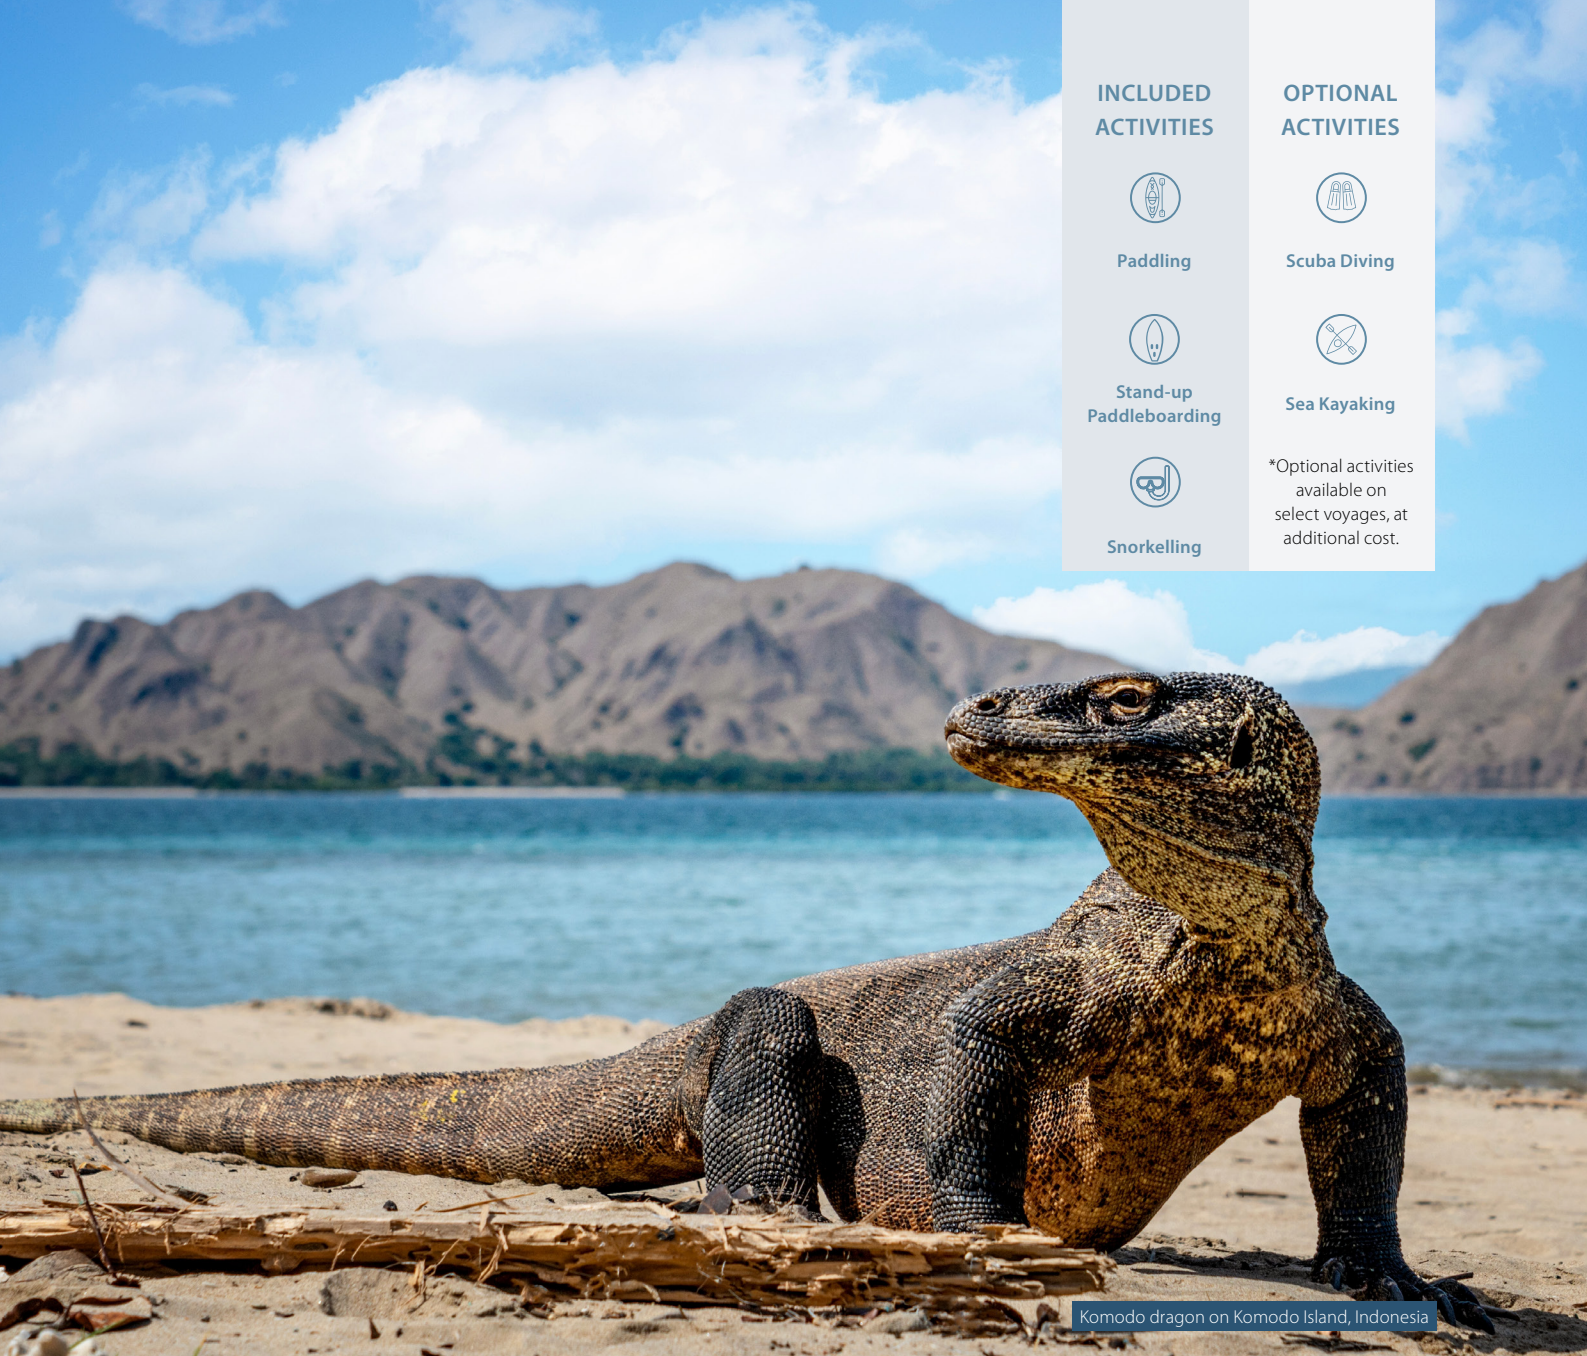 INCLUDED
ACTIVITIES
Paddling
Stand-up
Paddleboarding
Snorkelling
OPTIONAL
ACTIVITIES
Scuba Diving
Sea Kayaking
*Optional activities
available on
select voyages, at
additional cost.
Komodo dragon on Komodo Island, Indonesia